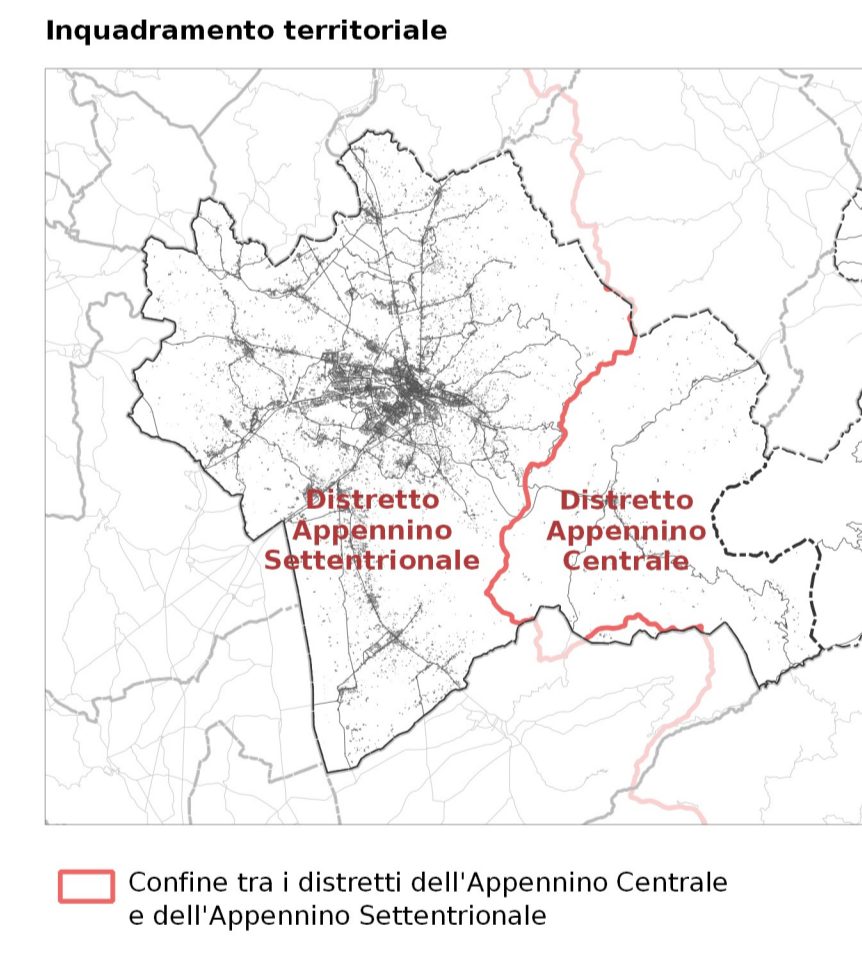 Inquadramento territoriale
Distretto
Appennino
Settentrionale
Distretto
Appennino
Centrale
Confine tra i distretti dell'Appennino Centrale
e dell'Appennino Settentrionale